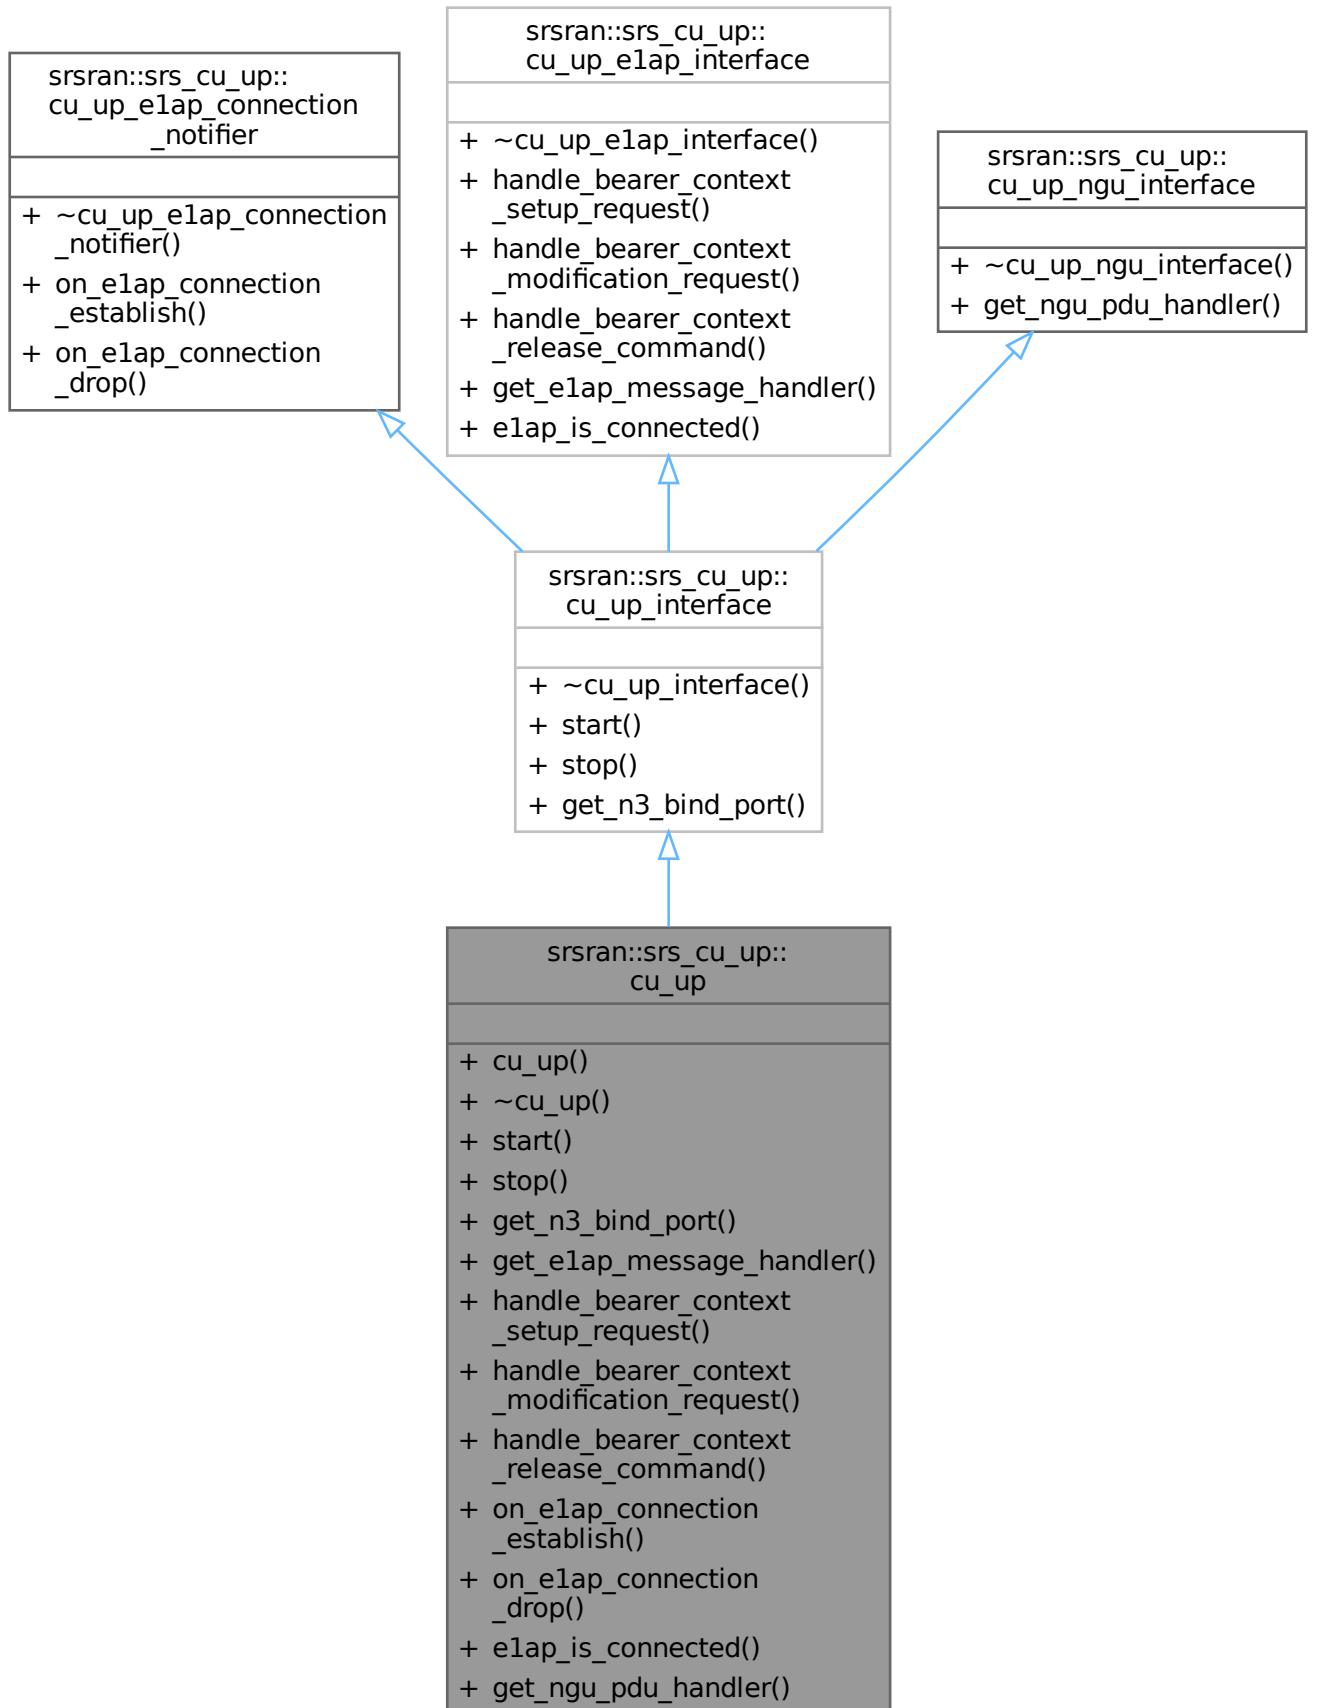 srsran::srs_cu_up::
cu_up_e1ap_connection
_notifier
+ ~cu_up_e1ap_connection
_notifier()
+ on_e1ap_connection
_establish()
+ on_e1ap_connection
_drop()
srsran::srs_cu_up::
cu_up_e1ap_interface
+ ~cu_up_e1ap_interface()
+ handle_bearer_context
_setup_request()
+ handle_bearer_context
_modification_request()
+ handle_bearer_context
_release_command()
+ get_e1ap_message_handler()
+ e1ap_is_connected()
srsran::srs_cu_up::
cu_up_ngu_interface
+ ~cu_up_ngu_interface()
+ get_ngu_pdu_handler()
srsran::srs_cu_up::
cu_up_interface
+ ~cu_up_interface()
+ start()
+ stop()
+ get_n3_bind_port()
srsran::srs_cu_up::
cu_up
+ cu_up()
+ ~cu_up()
+ start()
+ stop()
+ get_n3_bind_port()
+ get_e1ap_message_handler()
+ handle_bearer_context
_setup_request()
+ handle_bearer_context
_modification_request()
+ handle_bearer_context
_release_command()
+ on_e1ap_connection
_establish()
+ on_e1ap_connection
_drop()
+ e1ap_is_connected()
+ get_ngu_pdu_handler()